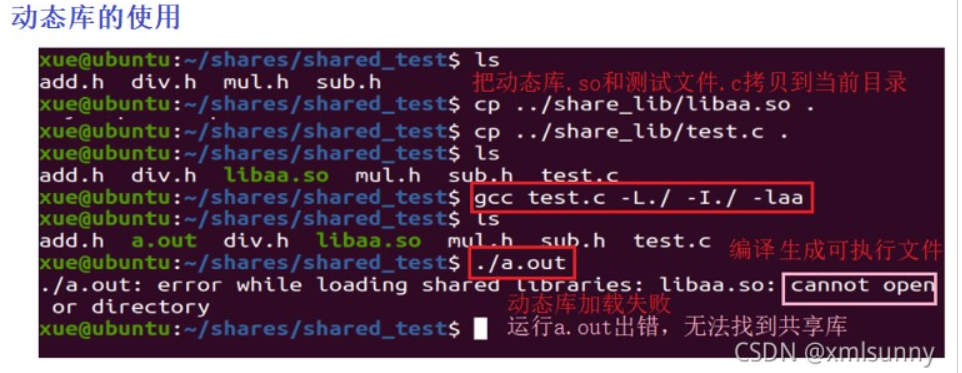 动态库的使用
xue@ubuntu:~/shares/shared_test$ ls
add.h div.h mul.h sub.h
把动态库.so和测试文件.c拷贝到当前目录
xue@ubuntu:~/shares/shared_test$ cp ../share_lib/libaa.so .
xue@ubuntu:~/shares/shared_test$ cp ../share_lib/test.c .
xue@ubuntu:~/shares/shared_test$ ls
add.h div.h libaa.so mul.h sub.h test.c
xue@ubuntu:~/shares/shared_test$ gcc test.c -L./ -I./ -laa
xue@ubuntu:~/shares/shared_test$ ls
add.h a.out div.h libaa.so mul.h sub.h test.c
编译生成可执行文件
xue@ubuntu:~/shares/shared_test$ ./a.out
./a.out: error while loading shared libraries: libaa.so: cannot open
or directory
动态库加载失败
xue@ubuntu:~/shares/shared_test$
运行a.out出错，无法找到共享库
CSDN @xmlsunny